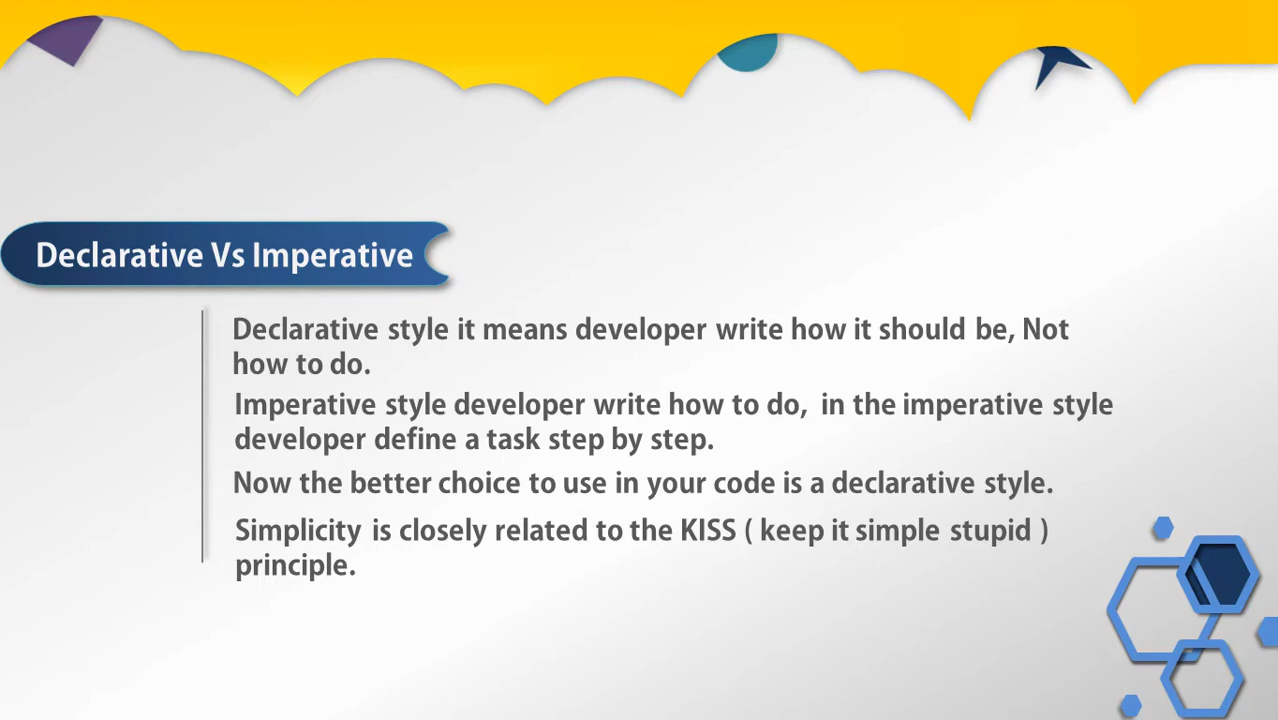 Declarative Vs Imperative
Declarative style it means developer write how it should be, Not
how to do.
Imperative style developer write how to do, in the imperative style
developer define a task step by step.
Now the better choice to use in your code is a declarative style.
Simplicity is closely related to the KISS ( keep it simple stupid )
principle.